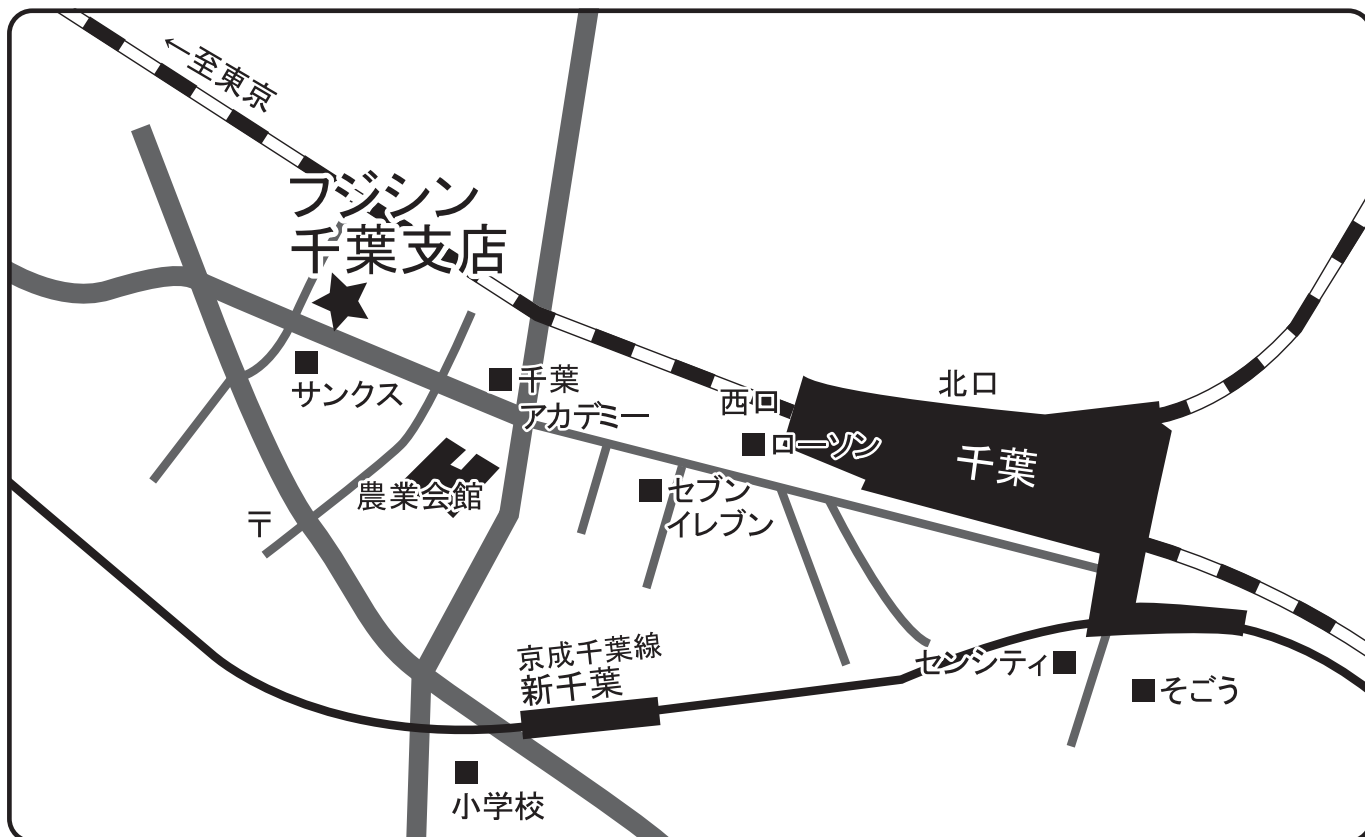 ←至東京
フジシン
千葉支店
サンクス
千葉
アカデミー
西口
北口
ローソン
千葉
農業会館
セブン
イレブン
〒
京成千葉線
新千葉
センシティ
そごう
小学校